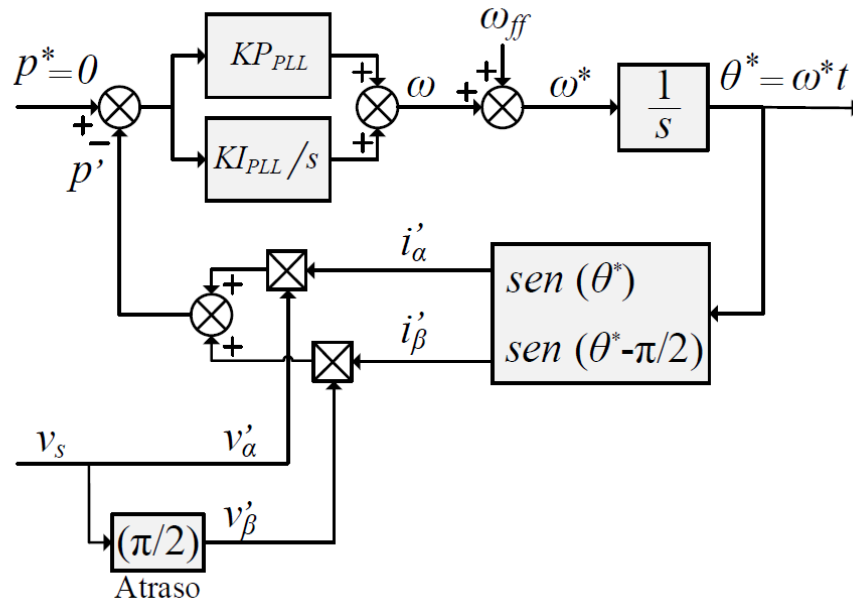 p*=0
KP_PLL
ω
ω_ff
ω*
1/s
θ*= ω*t
+
−
+
+
+
+
p'
KI_PLL/s
i'_α
sen (θ*)
+
+
i'_β
sen (θ*-π/2)
v_s
v'_α
(π/2)
v'_β
Atraso